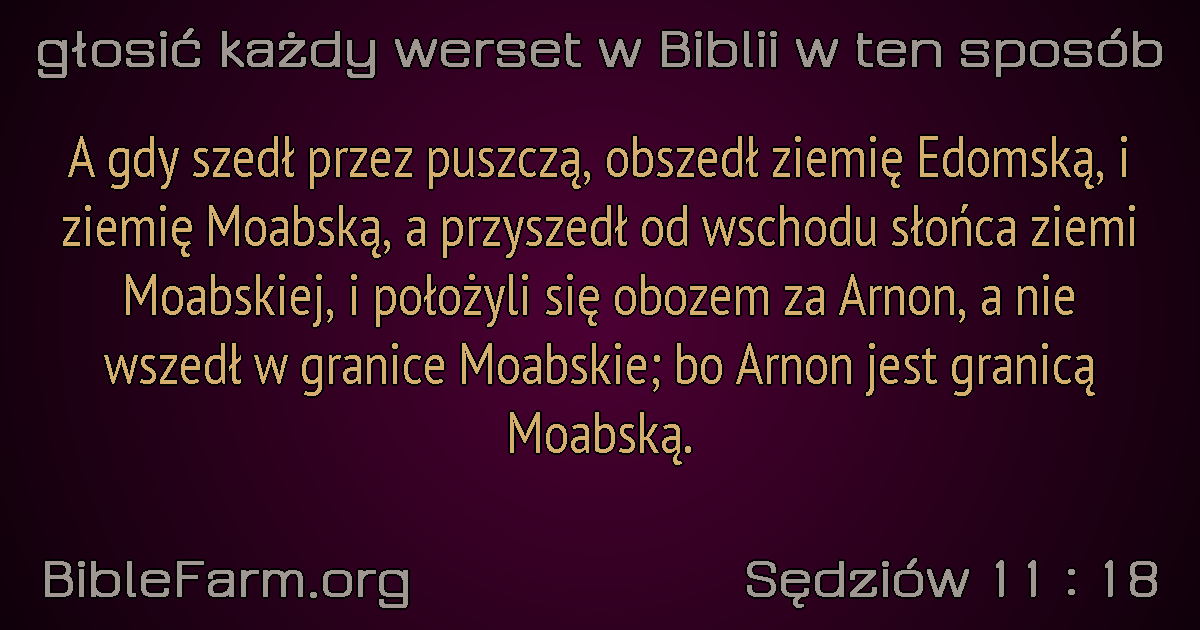 głosić każdy werset w Biblii w ten sposób
A gdy szedł przez puszczą, obszedł ziemię Edomską, i
ziemię Moabską, a przyszedł od wschodu słońca ziemi
Moabskiej, i położyli się obozem za Arnon, a nie
wszedł w granice Moabskie; bo Arnon jest granicą
Moabską.
BibleFarm.org
Sędziów 11 : 18